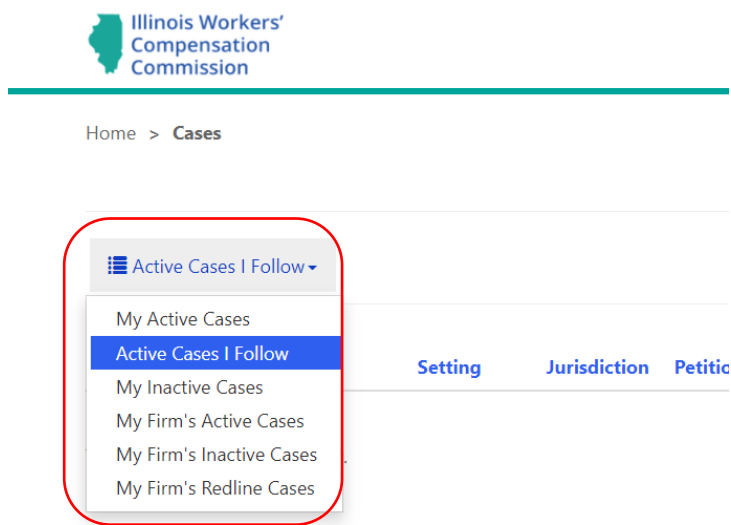 Illinois Workers'
Compensation
Commission
Home > Cases
Active Cases I Follow
My Active Cases
Active Cases I Follow
Setting Jurisdiction
My Inactive Cases
My Firm's Active Cases
My Firm's Inactive Cases
My Firm's Redline Cases